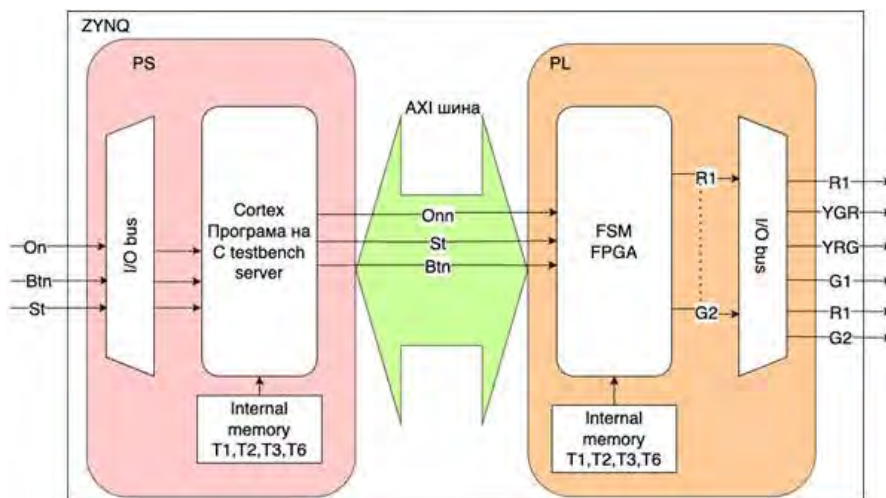 ZYNQ
PS
I/O bus
On
Btn
St
Cortex
Програма на
C testbench
server
Internal
memory
T1,T2,T3,T6
AXI шина
Onn
St
Btn
PL
FSM
FPGA
R1
G2
I/O bus
Internal
memory
T1,T2,T3,T6
R1
YGR
YRG
G1
R1
G2